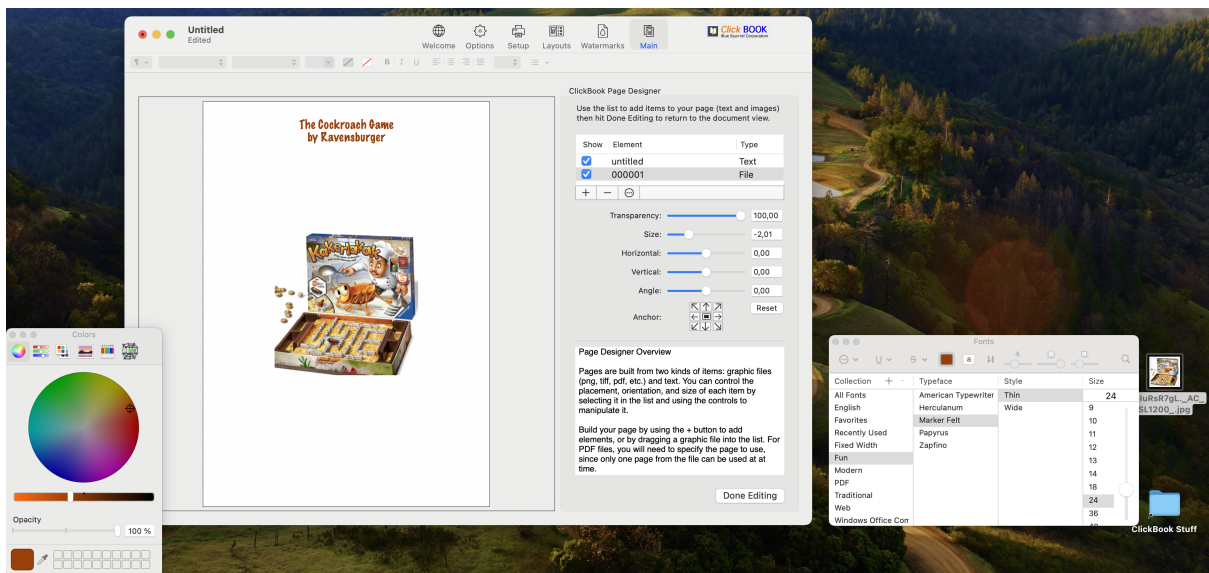 Untitled
Edited
Welcome
Options
Setup
Layouts
Watermarks
Main
Click BOOK
Blue Squirrel Corporation
B I U
The Cockroach Game
by Ravensburger
Kakerlakak
ClickBook Page Designer
Use the list to add items to your page (text and images)
then hit Done Editing to return to the document view.
Show Element Type
untitled Text
000001 File
Transparency: 100,00
Size: -2,01
Horizontal: 0,00
Vertical: 0,00
Angle: 0,00
Anchor:
Reset
Page Designer Overview
Pages are built from two kinds of items: graphic files
(png, tiff, pdf, etc.) and text. You can control the
placement, orientation, and size of each item by
selecting it in the list and using the controls to
manipulate it.
Build your page by using the + button to add
elements, or by dragging a graphic file into the list. For
PDF files, you will need to specify the page to use,
since only one page from the file can be used at at
time.
Done Editing
Colors
Opacity
100 %
Fonts
Collection Typeface Style Size
All Fonts American Typewriter Thin 24
English Herculanum Wide 9
Favorites Marker Felt 10
Recently Used Papyrus 11
Fixed Width Zapfino 12
Fun 13
Modern 14
PDF 18
Traditional 24
Web 36
Windows Office Com
SL1200_.jpg
ClickBook Stuff